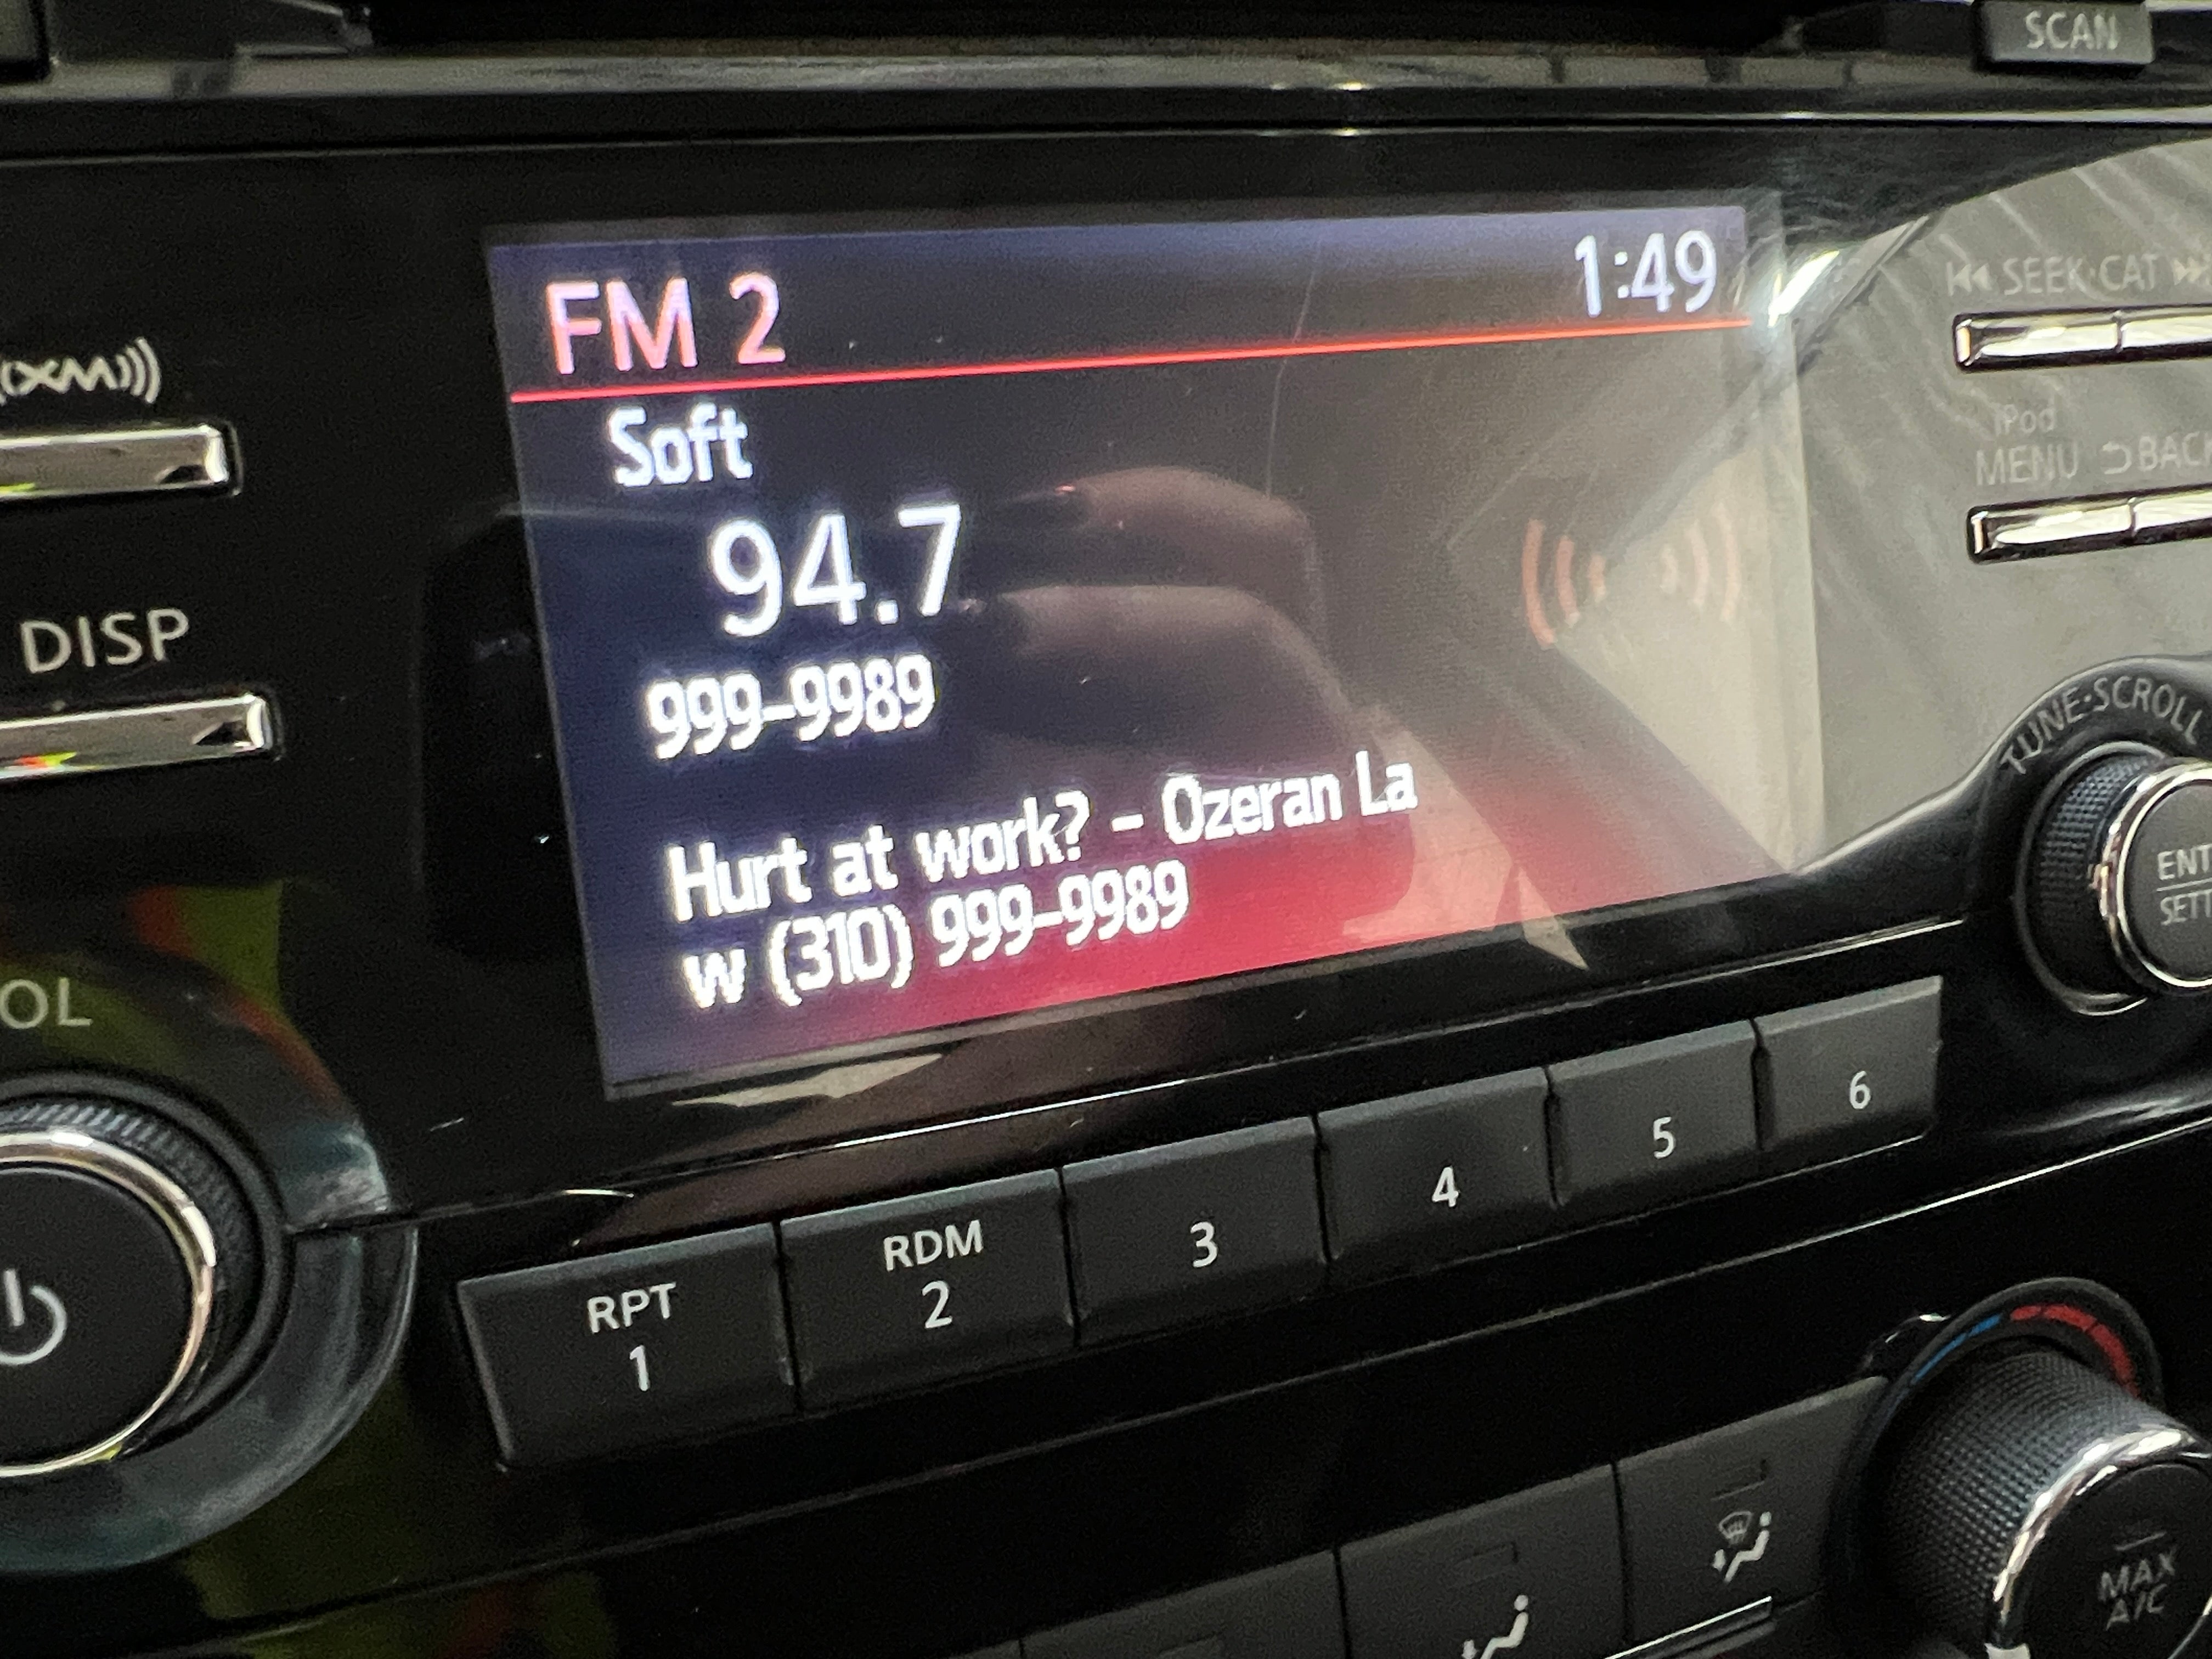 SCAN
FM 2 1:49
Soft
94.7
999-9989
Hurt at work? - Ozeran La
w (310) 999-9989
XM
DISP
OL
SEEK·CAT
iPod
MENU BACK
TUNE·SCROLL
ENT
SETT
RPT
1
RDM
2
3
4
5
6
MAX
A/C